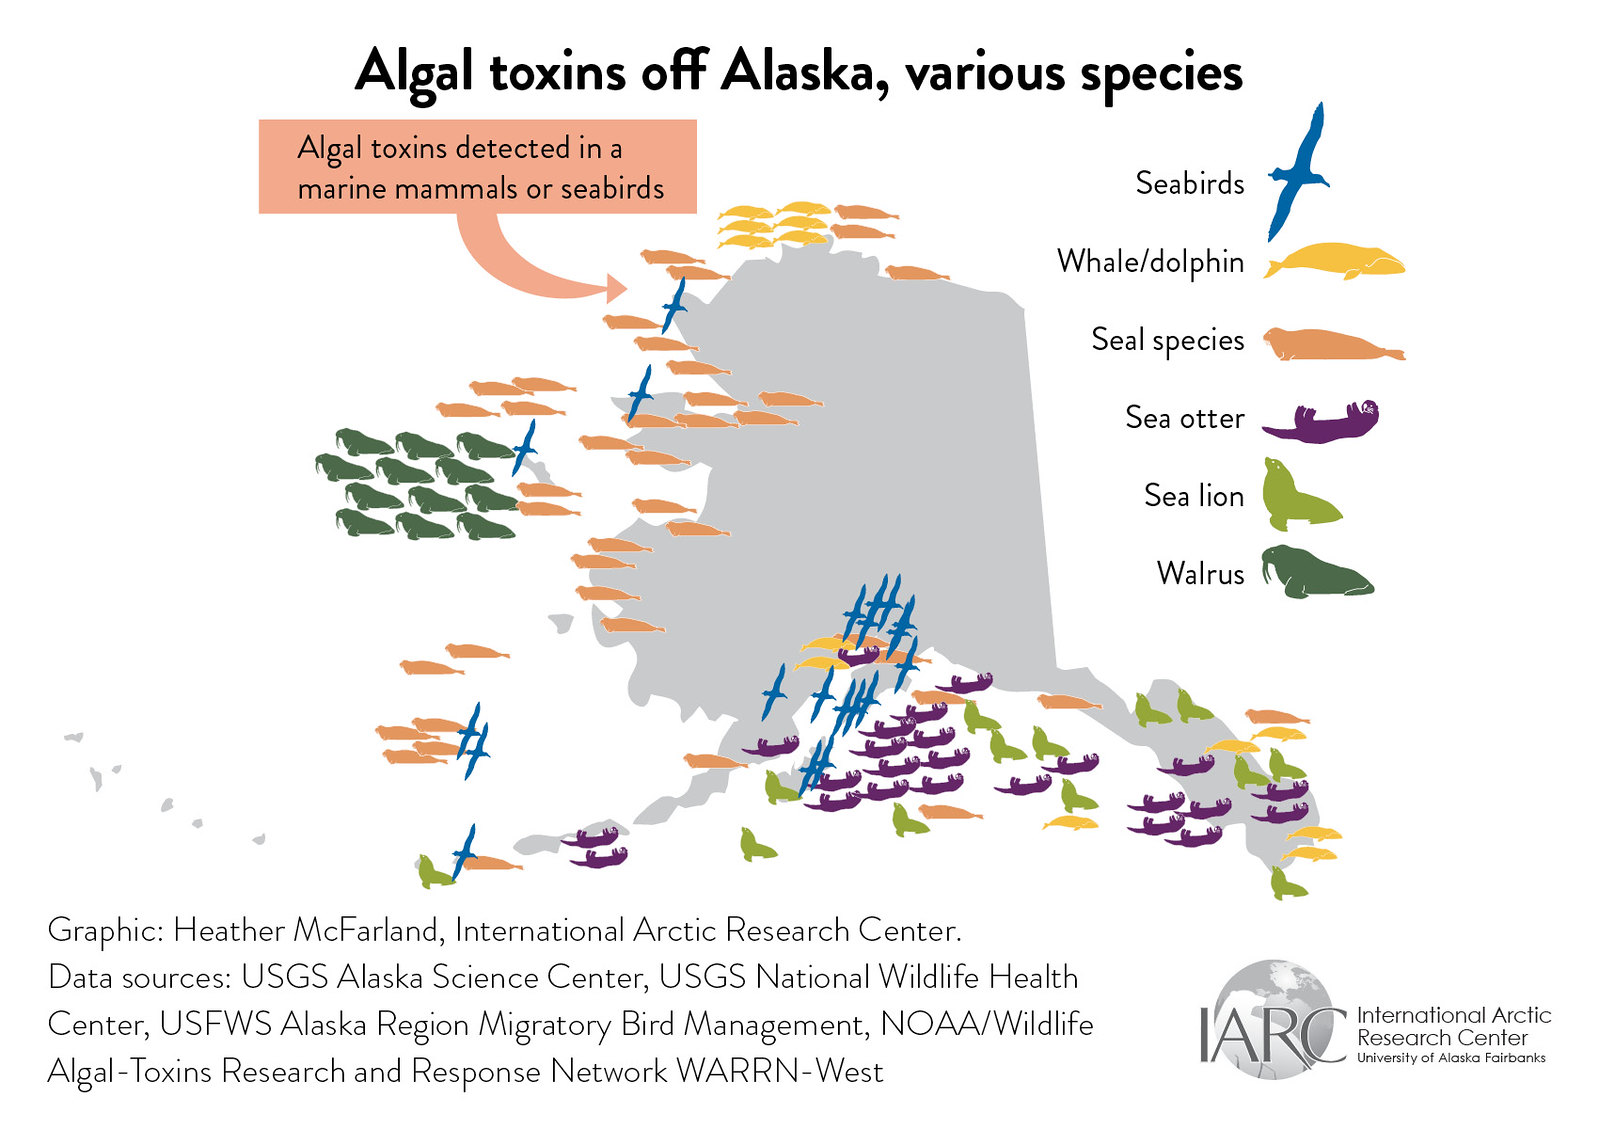 Algal toxins off Alaska, various species
Algal toxins detected in a
marine mammals or seabirds
Seabirds
Whale/dolphin
Seal species
Sea otter
Sea lion
Walrus
Graphic: Heather McFarland, International Arctic Research Center.
Data sources: USGS Alaska Science Center, USGS National Wildlife Health
Center, USFWS Alaska Region Migratory Bird Management, NOAA/Wildlife
Algal-Toxins Research and Response Network WARRN-West
IARC
International Arctic
Research Center
University of Alaska Fairbanks